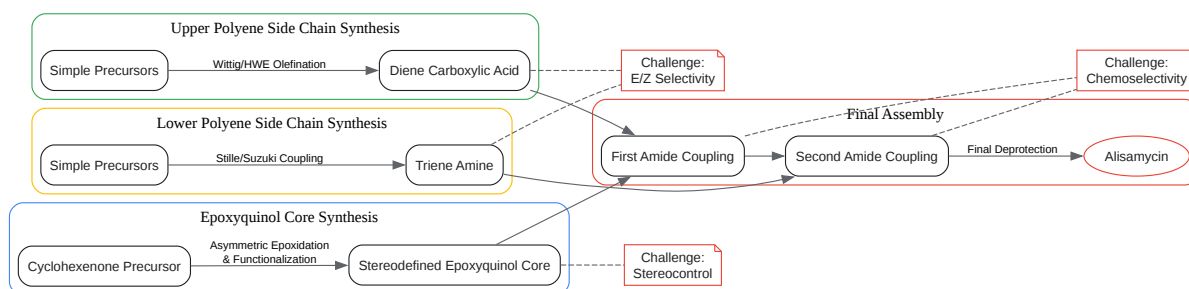 Upper Polyene Side Chain Synthesis
Simple Precursors
Wittig/HWE Olefination
Diene Carboxylic Acid
Challenge:
E/Z Selectivity
Challenge:
Chemoselectivity
Lower Polyene Side Chain Synthesis
Simple Precursors
Stille/Suzuki Coupling
Triene Amine
Final Assembly
First Amide Coupling
Second Amide Coupling
Final Deprotection
Alisamycin
Epoxyquinol Core Synthesis
Cyclohexenone Precursor
Asymmetric Epoxidation
& Functionalization
Stereodefined Epoxyquinol Core
Challenge:
Stereocontrol